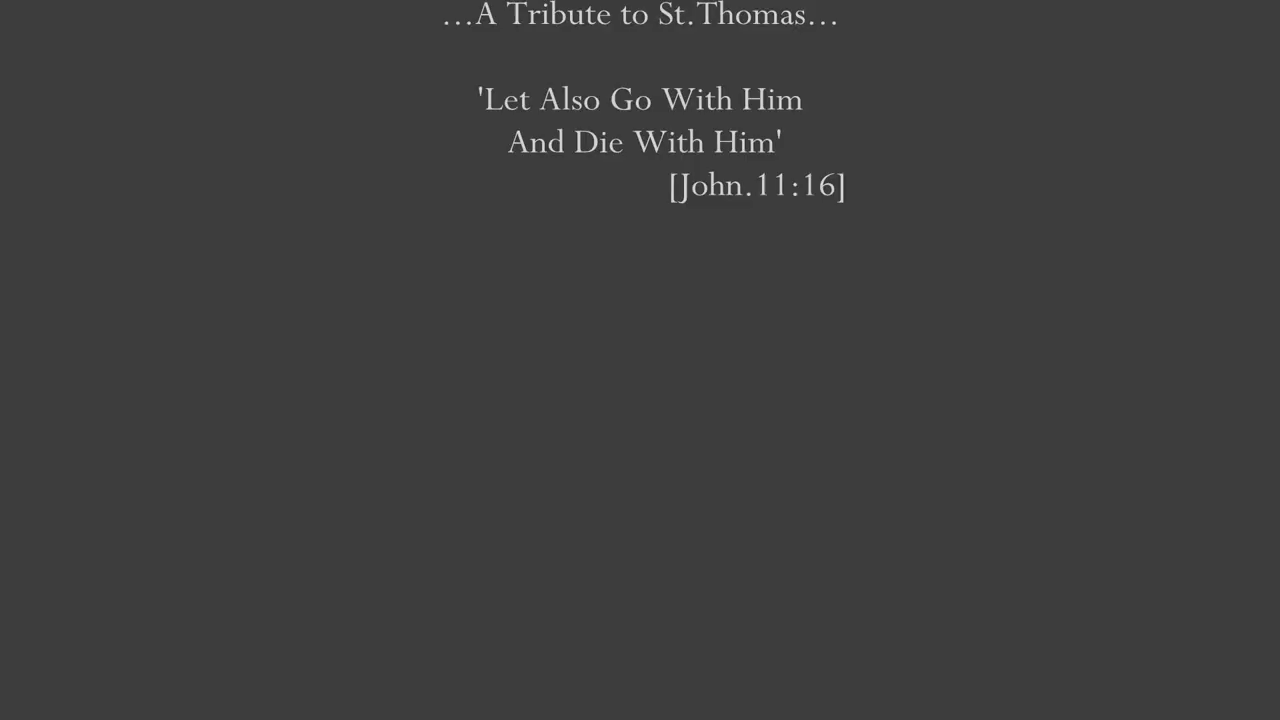 ...A Tribute to St.Thomas...
'Let Also Go With Him
And Die With Him'
[John.11:16]